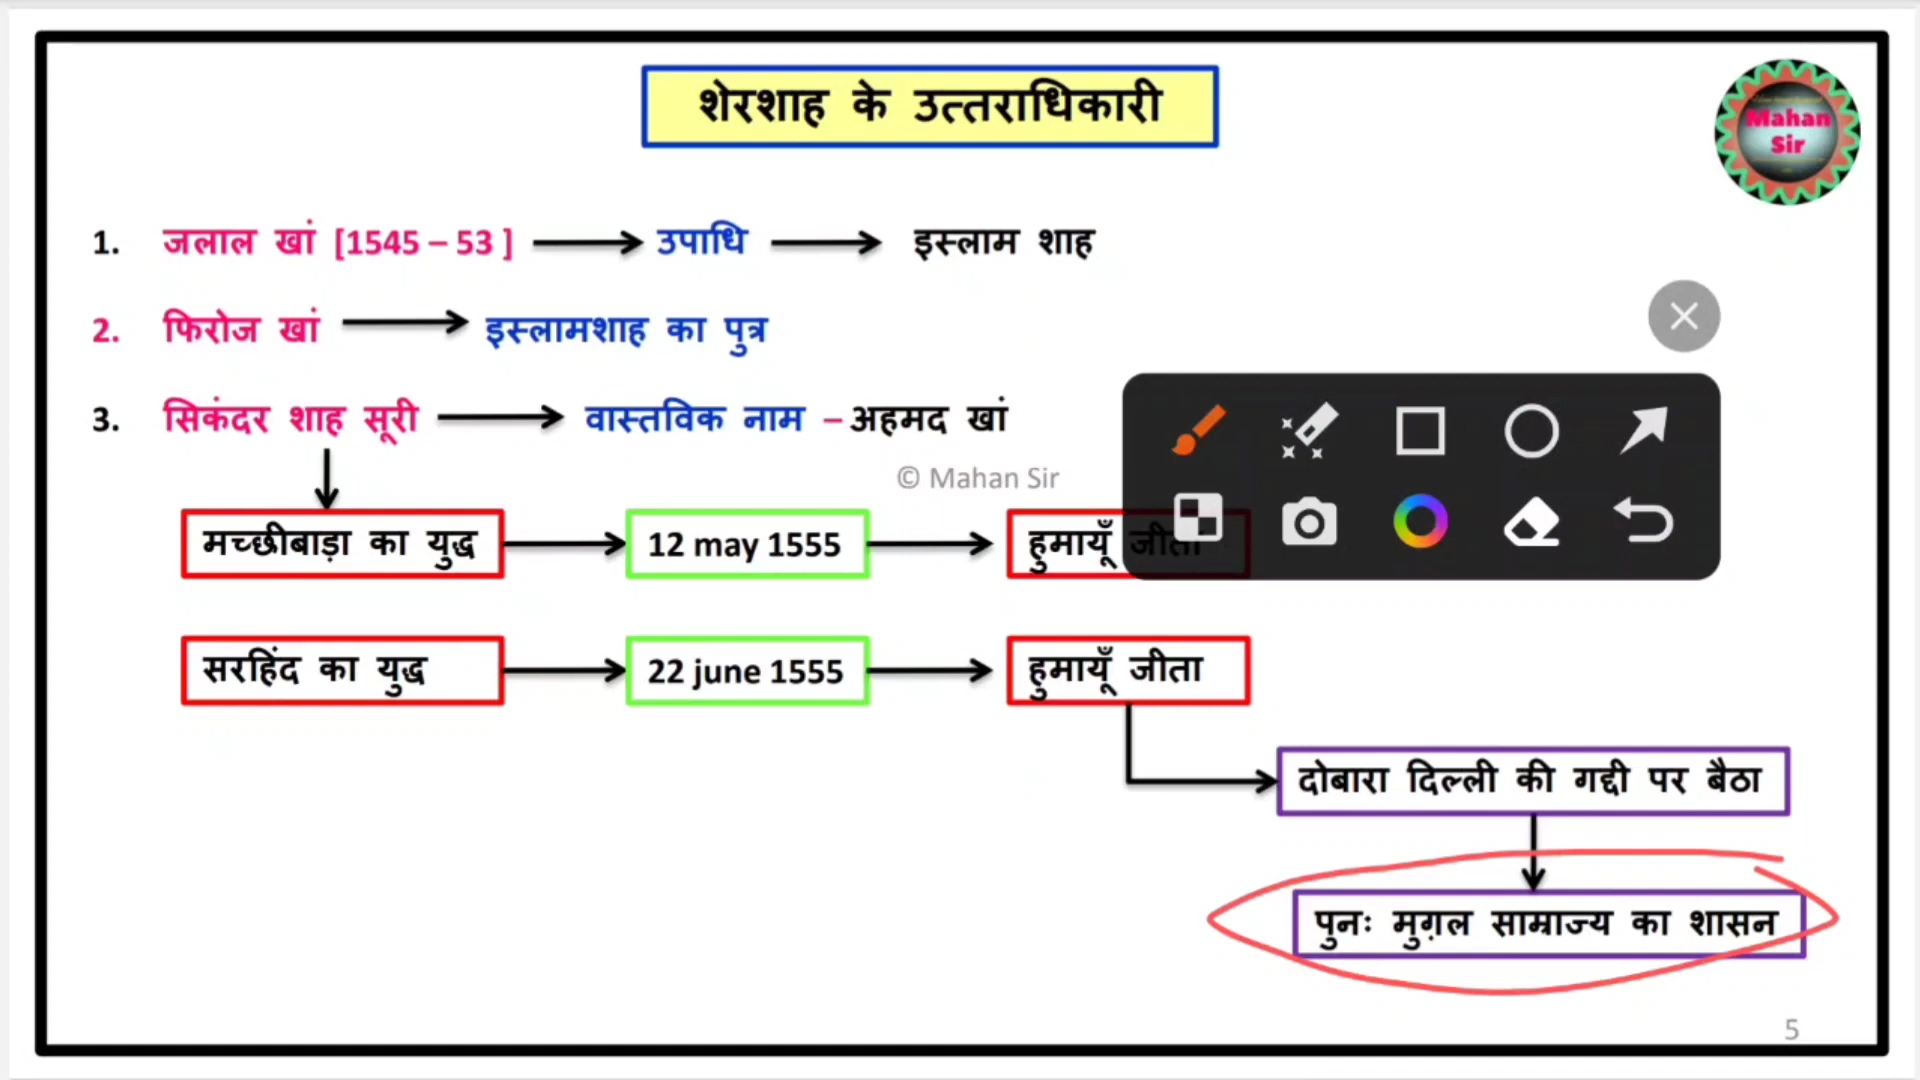 शेरशाह के उत्तराधिकारी
Mahan
Sir
1. जलाल खां [1545 – 53 ] उपाधि इस्लाम शाह
2. फिरोज खां इस्लामशाह का पुत्र
3. सिकंदर शाह सूरी वास्तविक नाम – अहमद खां
© Mahan Sir
मच्छीबाड़ा का युद्ध 12 may 1555 हुमायूँ जीता
सरहिंद का युद्ध 22 june 1555 हुमायूँ जीता
दोबारा दिल्ली की गद्दी पर बैठा
पुनः मुग़ल साम्राज्य का शासन
5